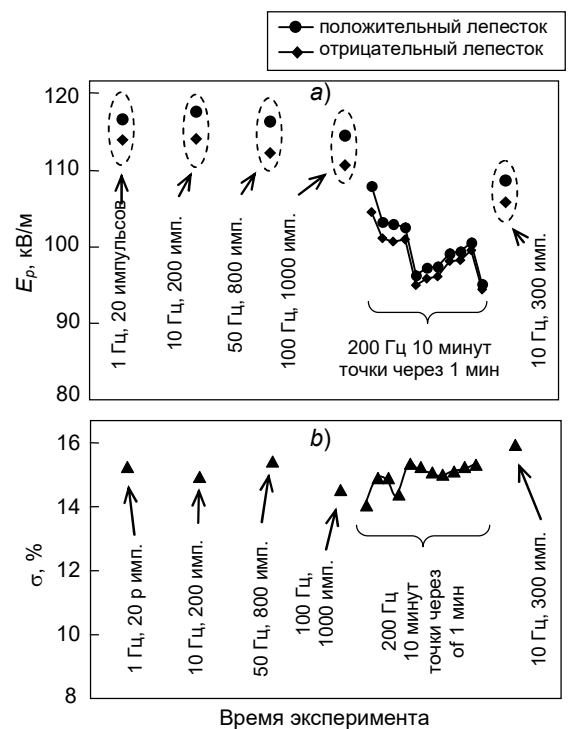 положительный лепесток
отрицательный лепесток
a)
120
110
100
90
80
Eₚ, кВ/м
1 Гц, 20 импульсов
10 Гц, 200 имп.
50 Гц, 800 имп.
100 Гц, 1000 имп.
200 Гц 10 минут
точки через 1 мин
10 Гц, 300 имп.
b)
16
14
12
10
8
σ, %
1 Гц, 20 р имп.
10 Гц, 200 имп.
50 Гц, 800 имп.
100 Гц,
1000 имп.
200 Гц
10 минут
точки через
of 1 мин
10 Гц, 300 имп.
Время эксперимента